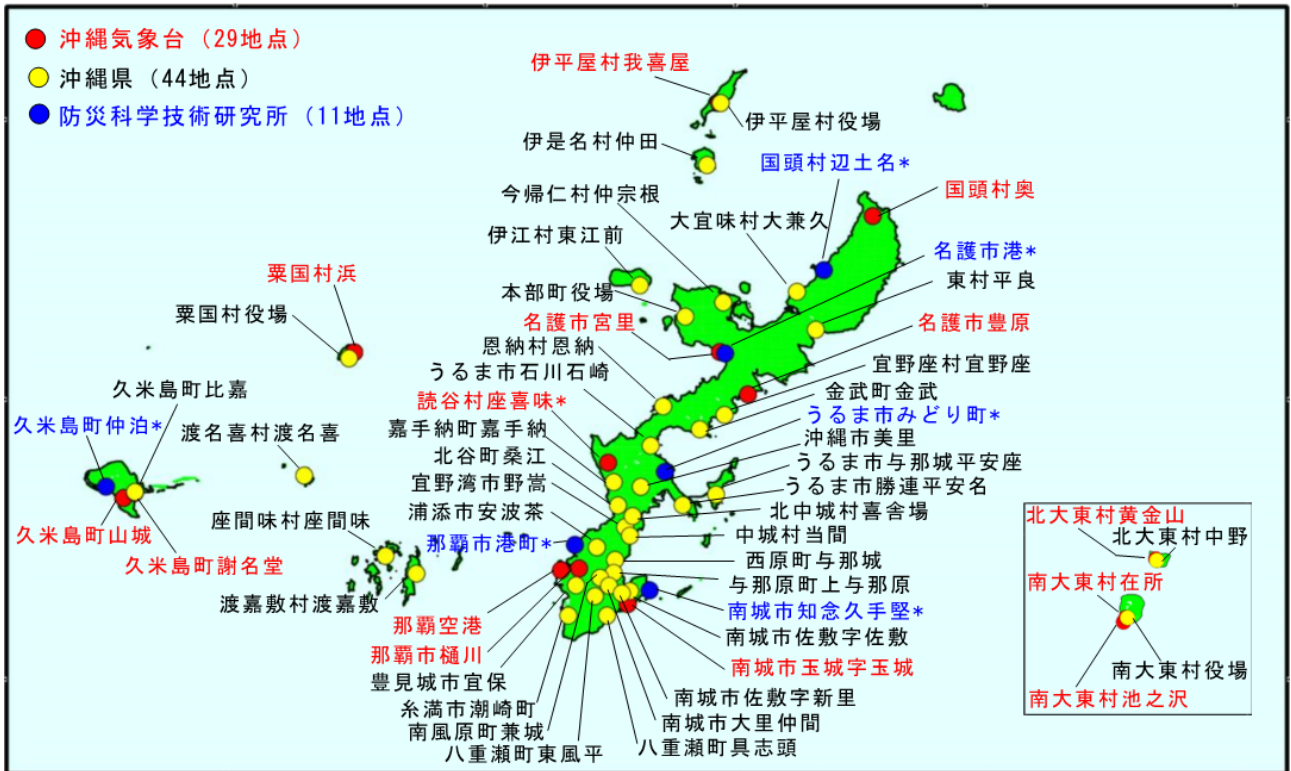 沖縄気象台（29地点）
沖縄県（44地点）
防災科学技術研究所（11地点）
伊平屋村我喜屋
伊平屋村役場
伊是名村仲田
国頭村辺土名*
国頭村奥
今帰仁村仲宗根
大宜味村大兼久
伊江村東江前
名護市港*
東村平良
本部町役場
名護市宮里
名護市豊原
粟国村浜
粟国村役場
恩納村恩納
宜野座村宜野座
うるま市石川石崎
金武町金武
久米島町比嘉
読谷村座喜味*
うるま市みどり町*
久米島町仲泊*
渡名喜村渡名喜
嘉手納町嘉手納
沖縄市美里
北谷町桑江
うるま市与那城平安座
宜野湾市野嵩
うるま市勝連平安名
浦添市安波茶
北中城村喜舎場
座間味村座間味
久米島町山城
中城村当間
那覇市港町*
久米島町謝名堂
西原町与那城
与那原町上与那原
渡嘉敷村渡嘉敷
南城市知念久手堅*
那覇空港
南城市佐敷字佐敷
那覇市樋川
南城市玉城字玉城
豊見城市宜保
南城市佐敷字新里
糸満市潮崎町
南城市大里仲間
南風原町兼城
八重瀬町具志頭
八重瀬町東風平
北大東村黄金山
北大東村中野
南大東村在所
南大東村役場
南大東村池之沢